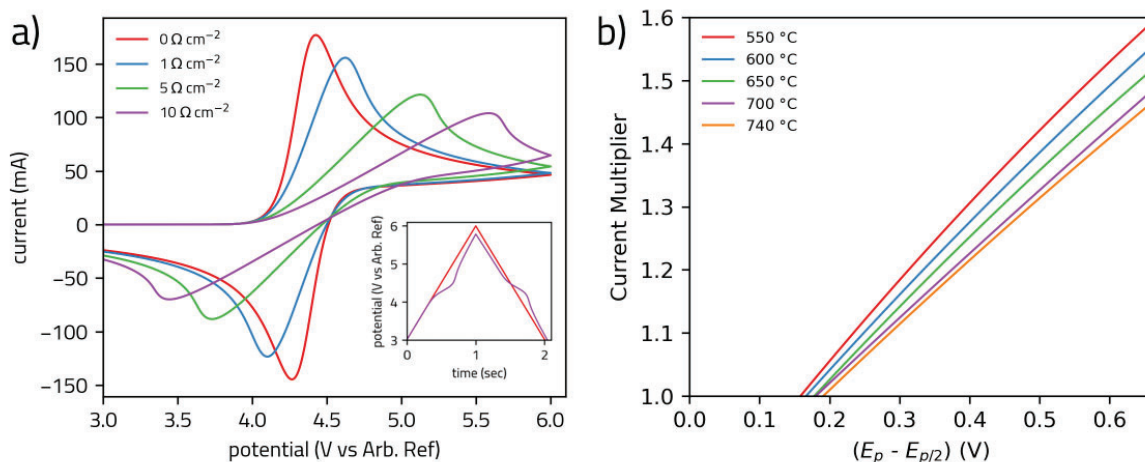 a)
0 Ω cm⁻²
1 Ω cm⁻²
5 Ω cm⁻²
10 Ω cm⁻²
150
100
50
0
−50
−100
−150
current (mA)
3.0 3.5 4.0 4.5 5.0 5.5 6.0
potential (V vs Arb. Ref)
6
5
4
3
potential (V vs Arb. Ref)
0 1 2
time (sec)
b)
550 °C
600 °C
650 °C
700 °C
740 °C
1.6
1.5
1.4
1.3
1.2
1.1
1.0
Current Multiplier
0.0 0.1 0.2 0.3 0.4 0.5 0.6
(Eₚ - Eₚ/₂) (V)